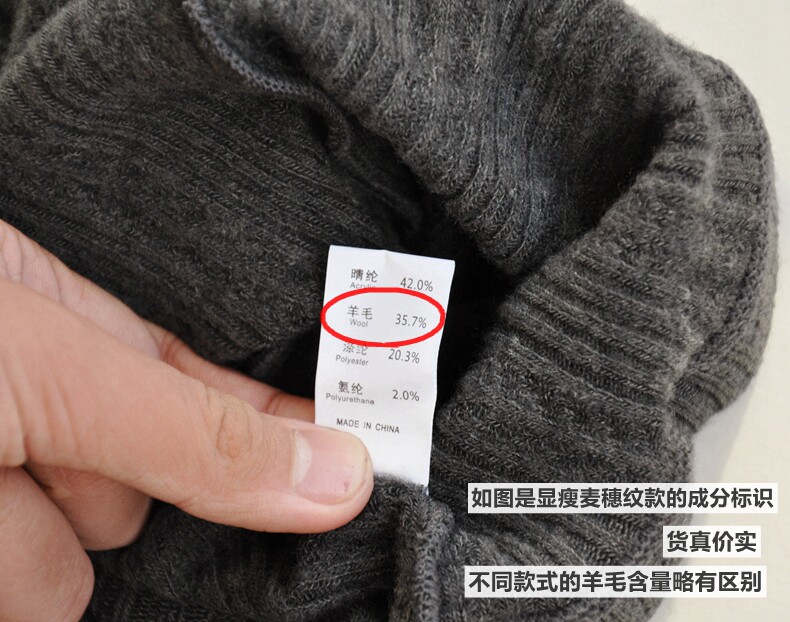 晴纶 42.0%
Acrylic
羊毛 35.7%
Wool
涤纶 20.3%
Polyester
氨纶 2.0%
Polyurethane
MADE IN CHINA
如图是显瘦麦穗纹款的成分标识
货真价实
不同款式的羊毛含量略有区别